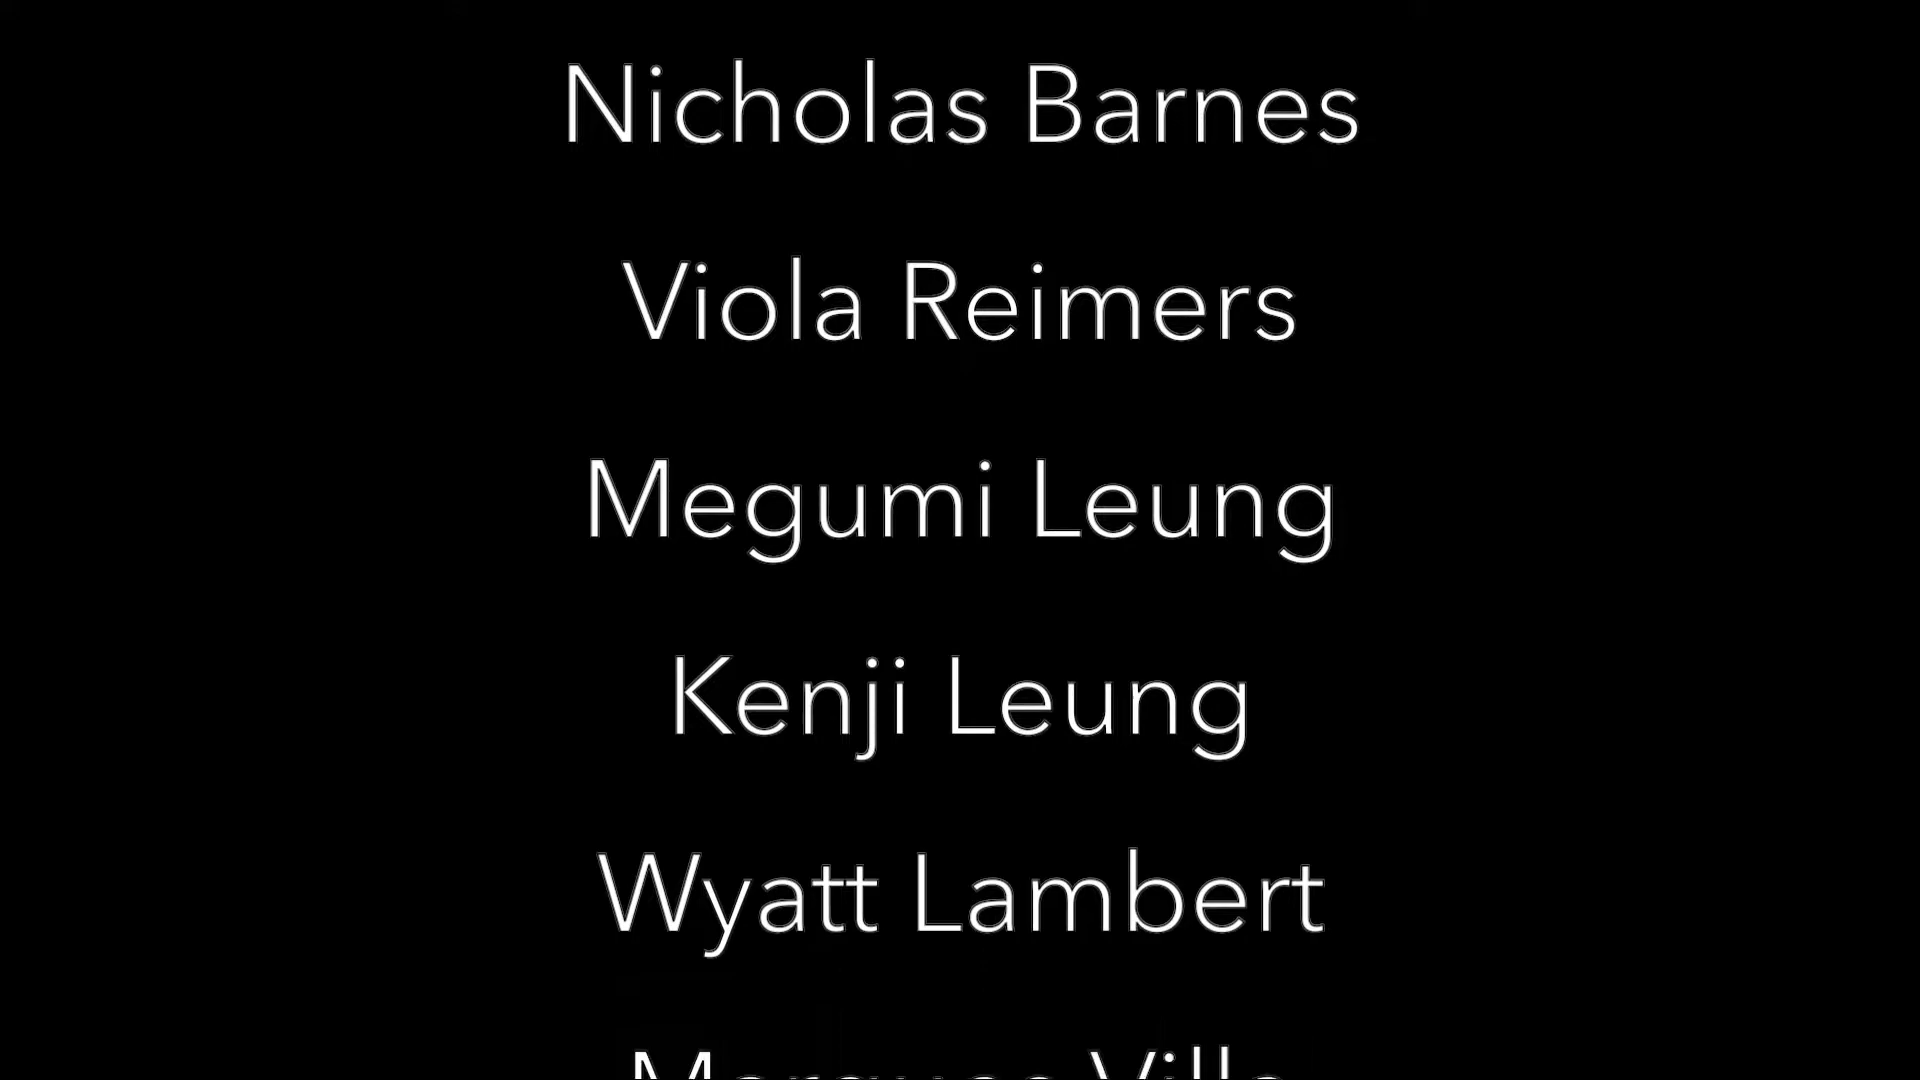 Nicholas Barnes
Viola Reimers
Megumi Leung
Kenji Leung
Wyatt Lambert